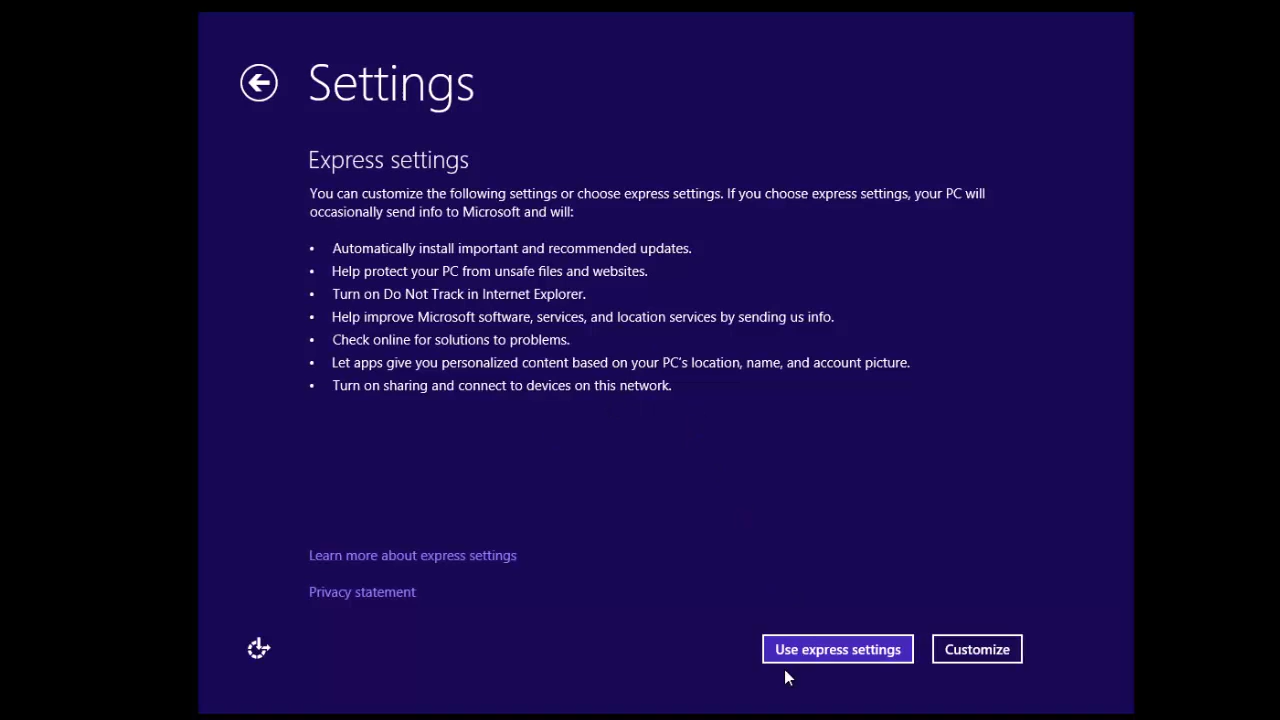 Settings
Express settings
You can customize the following settings or choose express settings. If you choose express settings, your PC will
occasionally send info to Microsoft and will:
• Automatically install important and recommended updates.
• Help protect your PC from unsafe files and websites.
• Turn on Do Not Track in Internet Explorer.
• Help improve Microsoft software, services, and location services by sending us info.
• Check online for solutions to problems.
• Let apps give you personalized content based on your PC's location, name, and account picture.
• Turn on sharing and connect to devices on this network.
Learn more about express settings
Privacy statement
Use express settings Customize